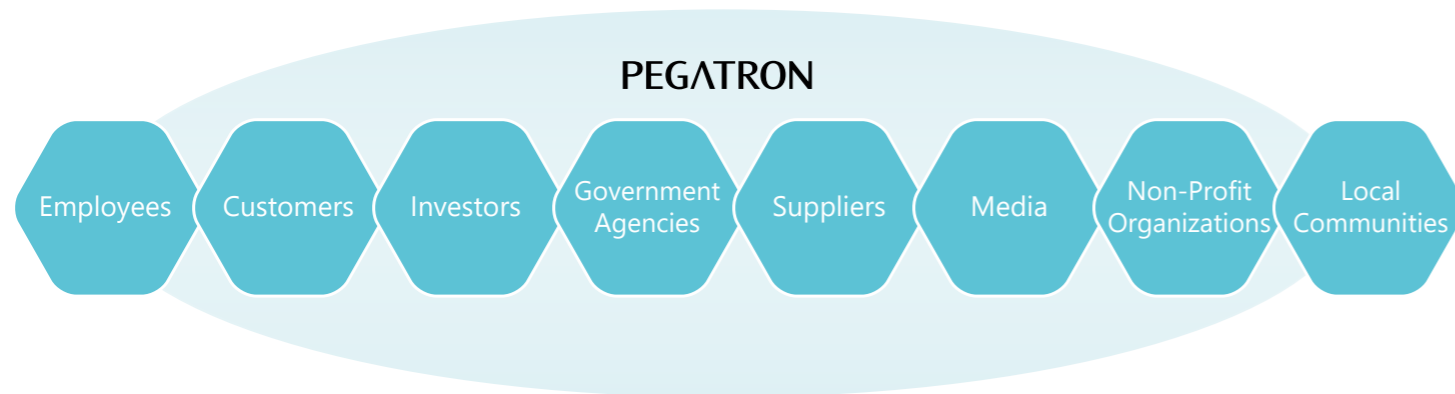 PEGATRON
Employees
Customers
Investors
Government
Agencies
Suppliers
Media
Non-Profit
Organizations
Local
Communities